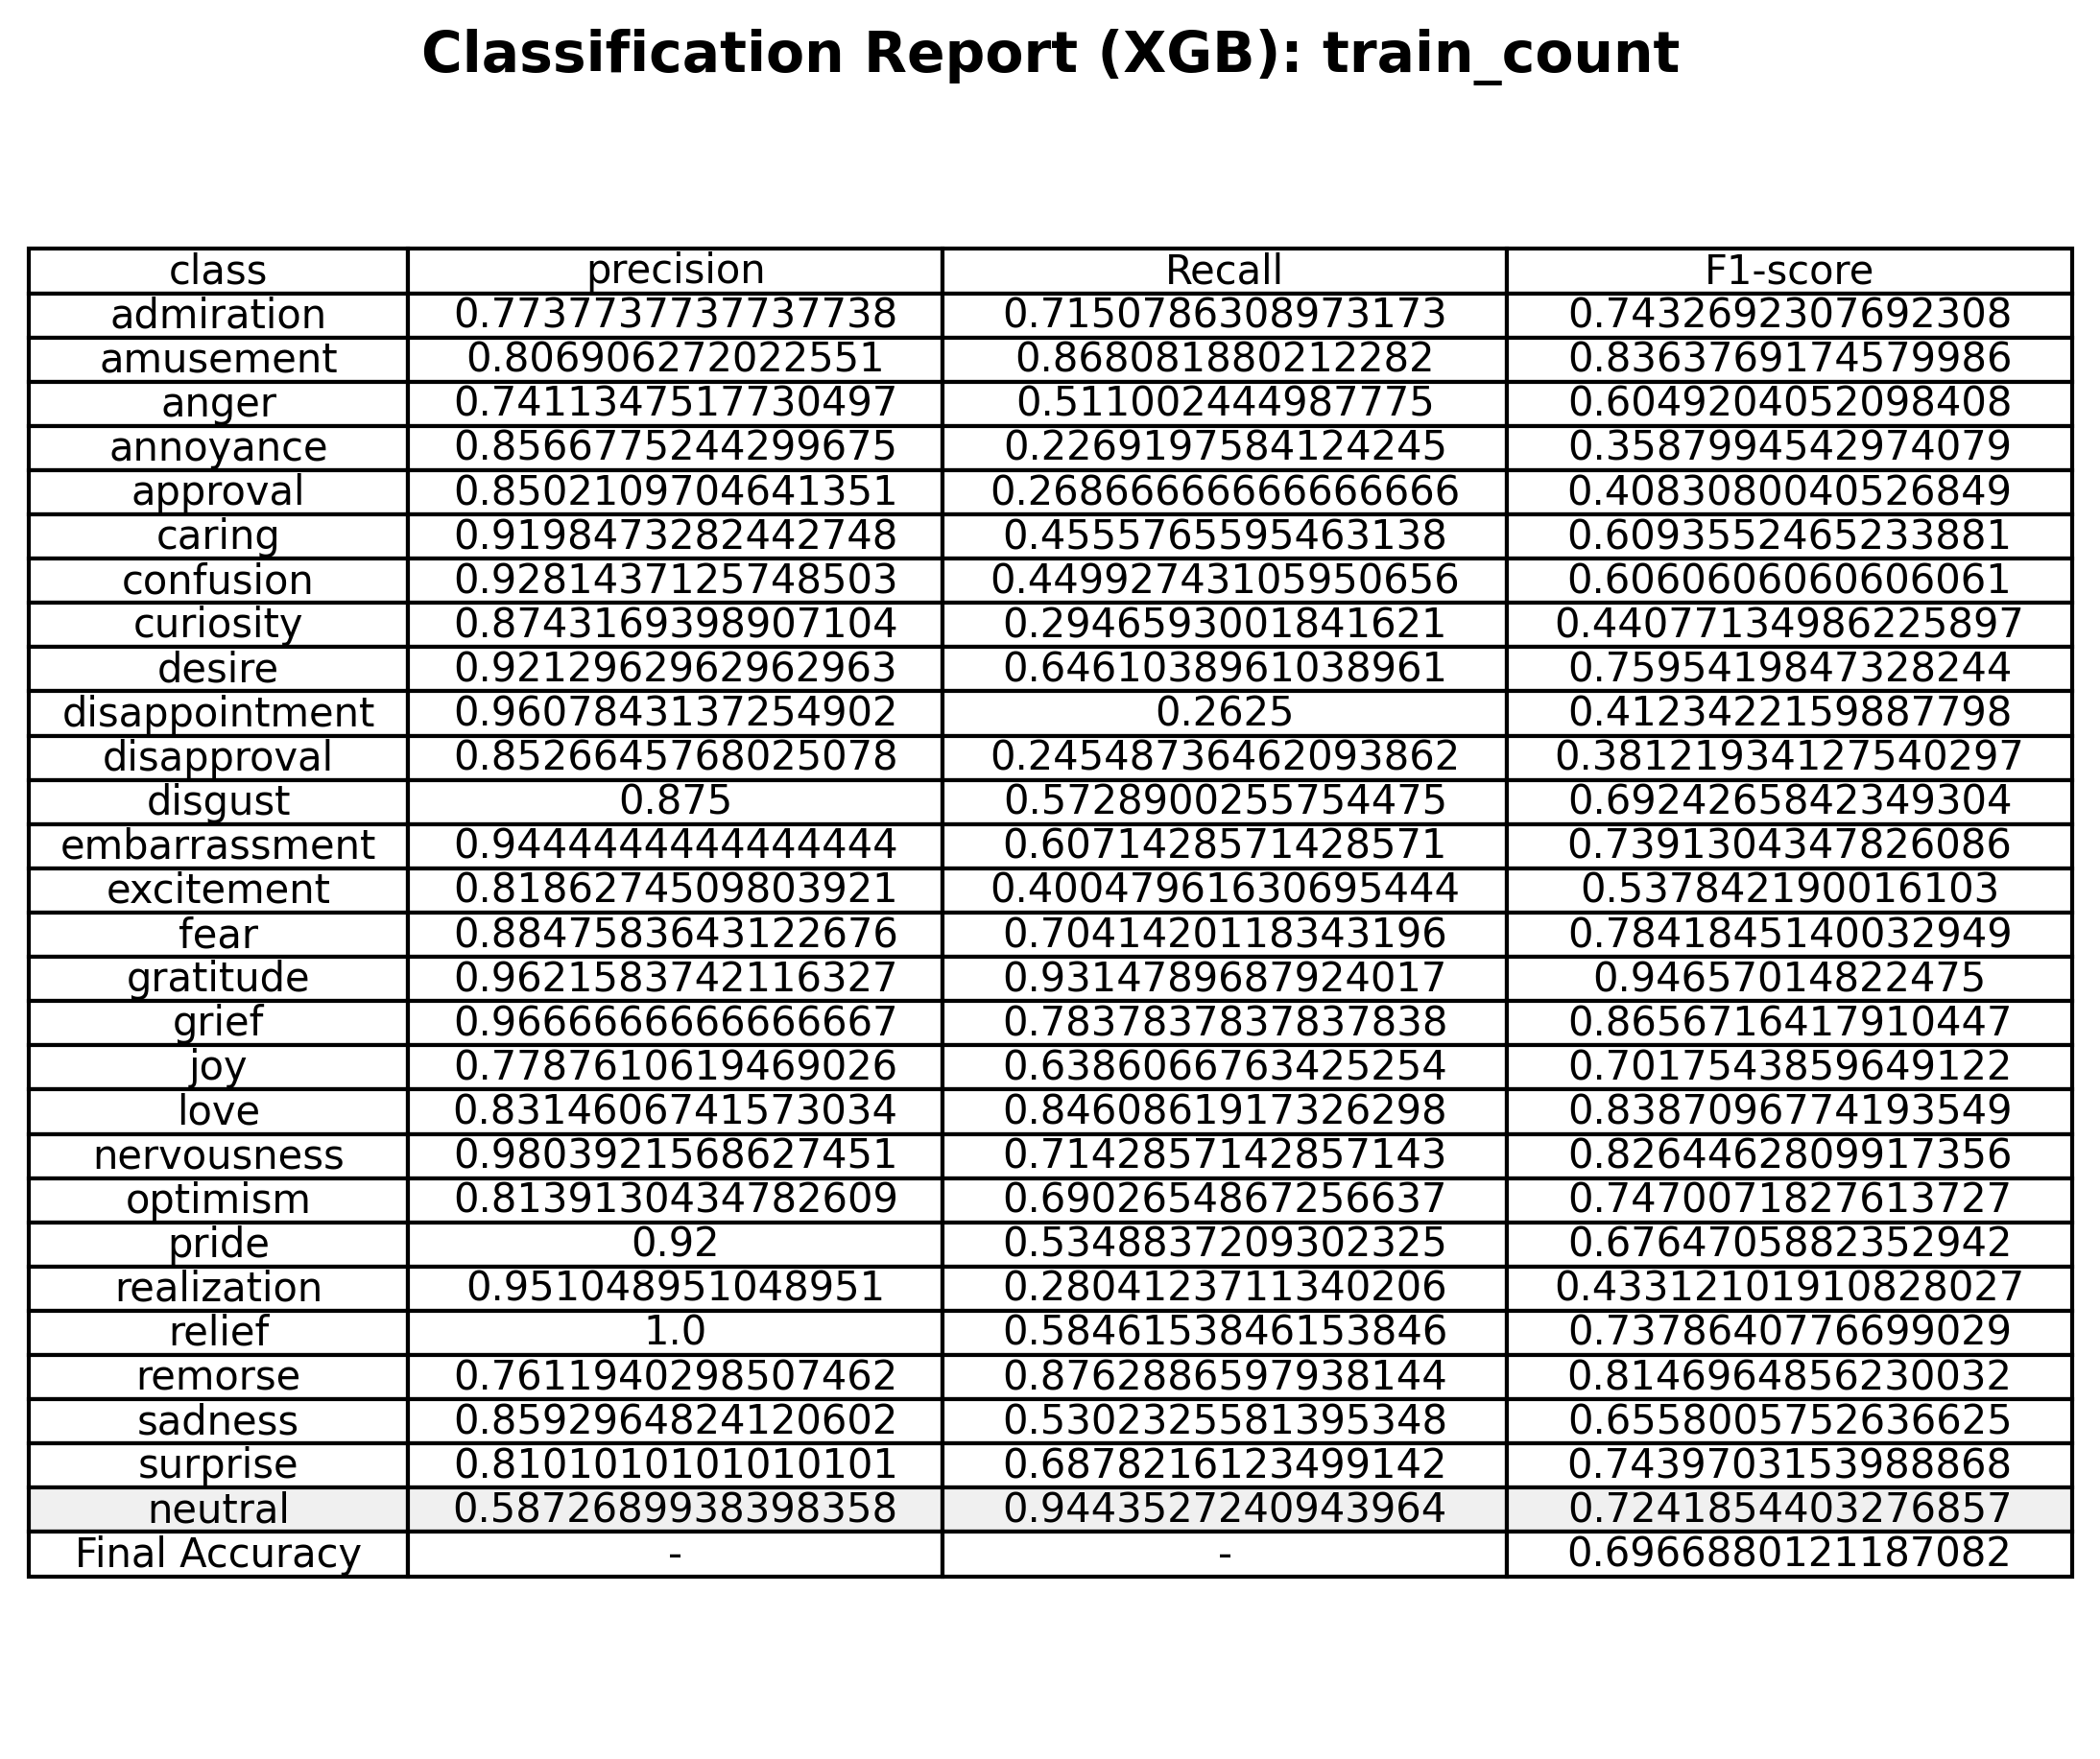 Classification Report (XGB): train_count
class precision Recall F1-score
admiration 0.7737737737737738 0.7150786308973173 0.7432692307692308
amusement 0.806906272022551 0.868081880212282 0.8363769174579986
anger 0.7411347517730497 0.511002444987775 0.6049204052098408
annoyance 0.8566775244299675 0.2269197584124245 0.3587994542974079
approval 0.8502109704641351 0.26866666666666666 0.4083080040526849
caring 0.9198473282442748 0.4555765595463138 0.6093552465233881
confusion 0.9281437125748503 0.44992743105950656 0.6060606060606061
curiosity 0.8743169398907104 0.2946593001841621 0.44077134986225897
desire 0.9212962962962963 0.6461038961038961 0.7595419847328244
disappointment 0.9607843137254902 0.2625 0.4123422159887798
disapproval 0.8526645768025078 0.24548736462093862 0.38121934127540297
disgust 0.875 0.5728900255754475 0.6924265842349304
embarrassment 0.9444444444444444 0.6071428571428571 0.7391304347826086
excitement 0.8186274509803921 0.40047961630695444 0.537842190016103
fear 0.8847583643122676 0.7041420118343196 0.7841845140032949
gratitude 0.9621583742116327 0.9314789687924017 0.94657014822475
grief 0.9666666666666667 0.7837837837837838 0.8656716417910447
joy 0.7787610619469026 0.6386066763425254 0.7017543859649122
love 0.8314606741573034 0.8460861917326298 0.8387096774193549
nervousness 0.9803921568627451 0.7142857142857143 0.8264462809917356
optimism 0.8139130434782609 0.6902654867256637 0.7470071827613727
pride 0.92 0.5348837209302325 0.6764705882352942
realization 0.951048951048951 0.2804123711340206 0.43312101910828027
relief 1.0 0.5846153846153846 0.7378640776699029
remorse 0.7611940298507462 0.8762886597938144 0.8146964856230032
sadness 0.8592964824120602 0.5302325581395348 0.6558005752636625
surprise 0.8101010101010101 0.6878216123499142 0.7439703153988868
neutral 0.5872689938398358 0.9443527240943964 0.7241854403276857
Final Accuracy - - 0.6966880121187082